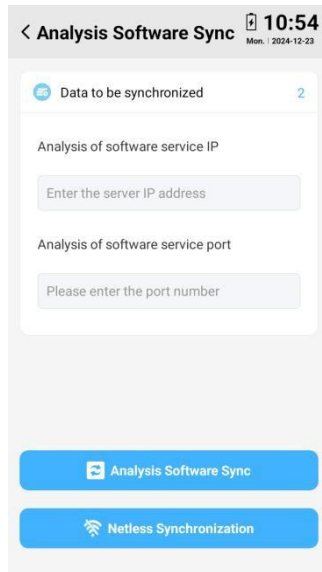 Analysis Software Sync
10:54
Mon. 2024-12-23
Data to be synchronized 2
Analysis of software service IP
Enter the server IP address
Analysis of software service port
Please enter the port number
Analysis Software Sync
Netless Synchronization